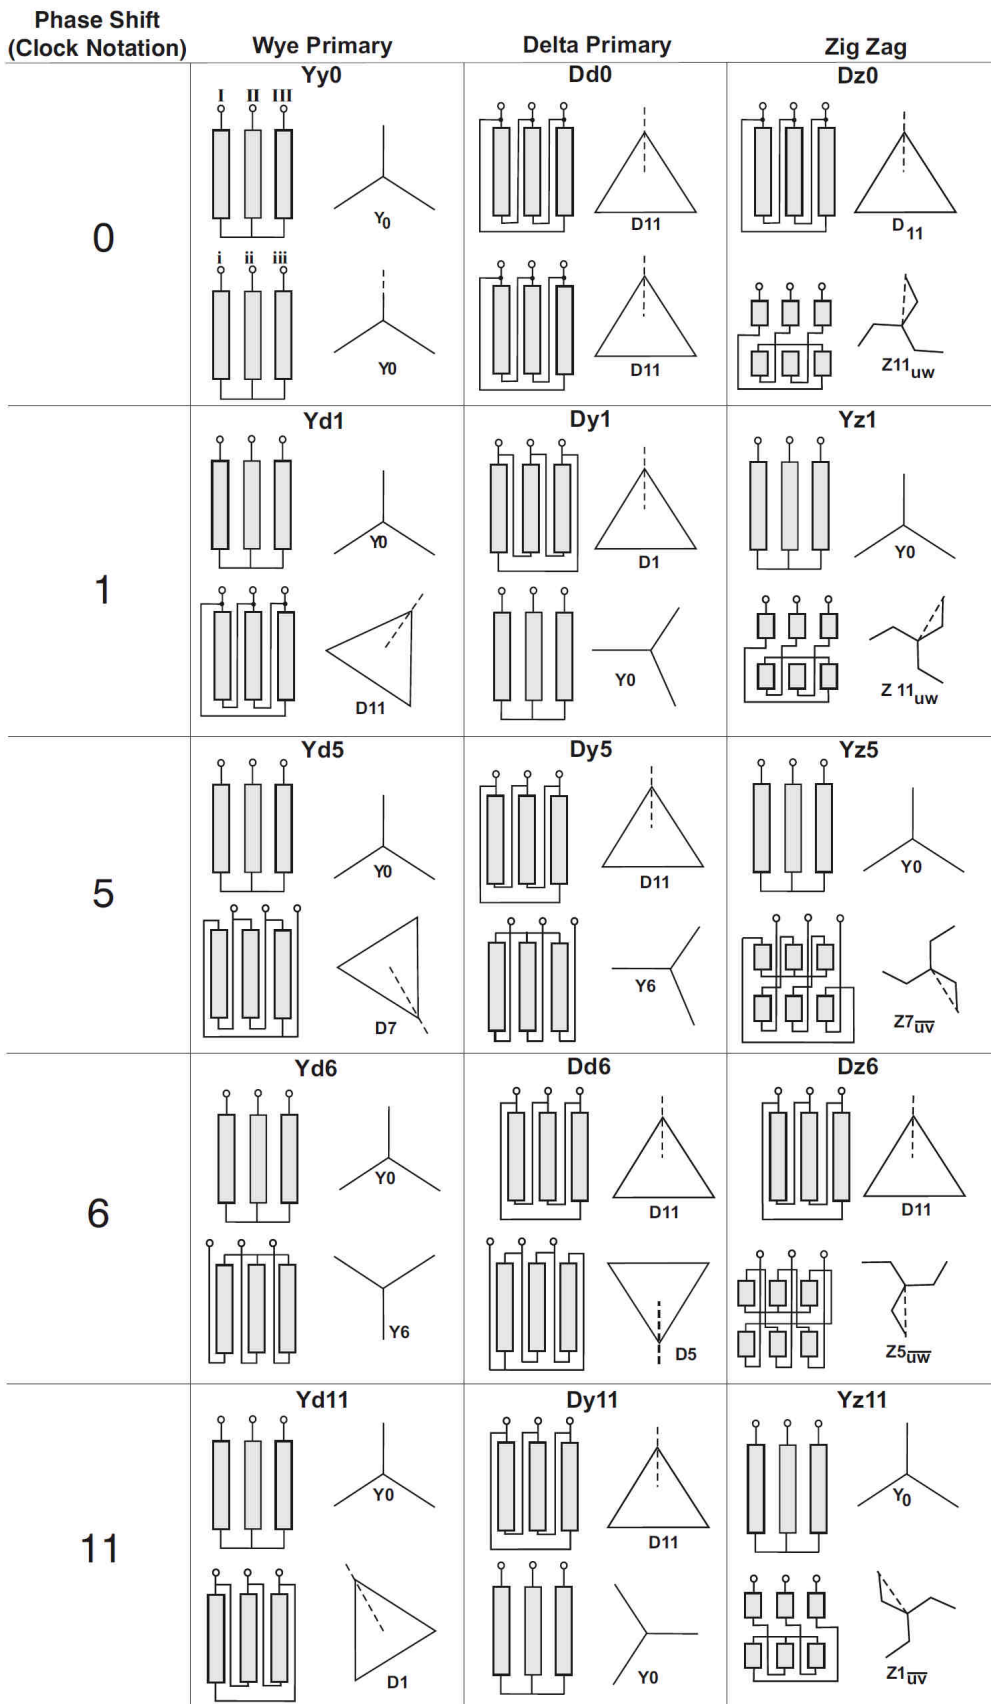 Phase Shift
(Clock Notation)
Wye Primary
Delta Primary
Zig Zag
Yy0
Dd0
Dz0
I II III
Y0
D11
D11
0
i ii iii
Y0
D11
Z11uw
Yd1
Dy1
Yz1
Y0
D1
Y0
1
D11
Y0
Z 11uw
Yd5
Dy5
Yz5
Y0
D11
Y0
5
D7
Y6
Z7uv
Yd6
Dd6
Dz6
Y0
D11
D11
6
Y6
D5
Z5uw
Yd11
Dy11
Yz11
Y0
D11
Y0
11
D1
Y0
Z1uv